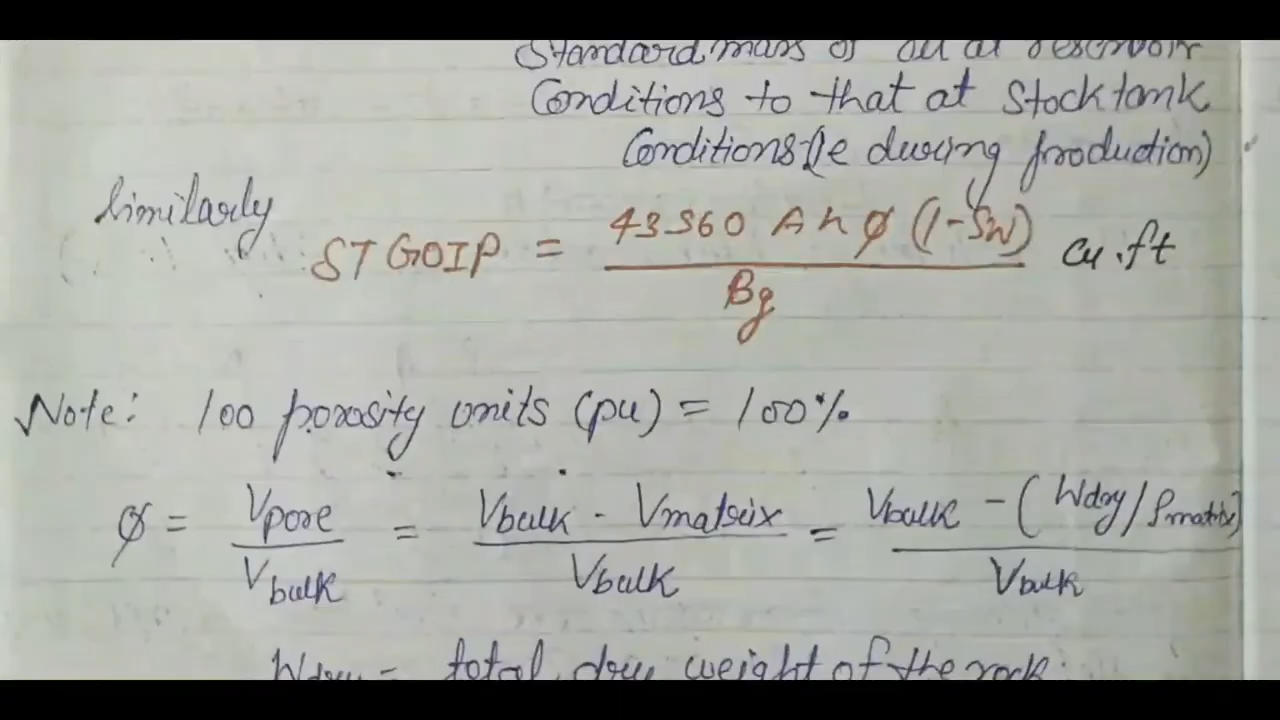 Standard mass of oil at reservoir
Conditions to that at Stock tank
Conditions (ie during production)
Similarly
STGOIP = 43560 A h φ (1-Sw) / Bg cu.ft
Note: 100 porosity units (pu) = 100%
φ = Vpore / Vbulk = Vbulk - Vmatrix / Vbulk = Vbulk - (Wdry/ρmatrix) / Vbulk
Wdry = total dry weight of the rock.